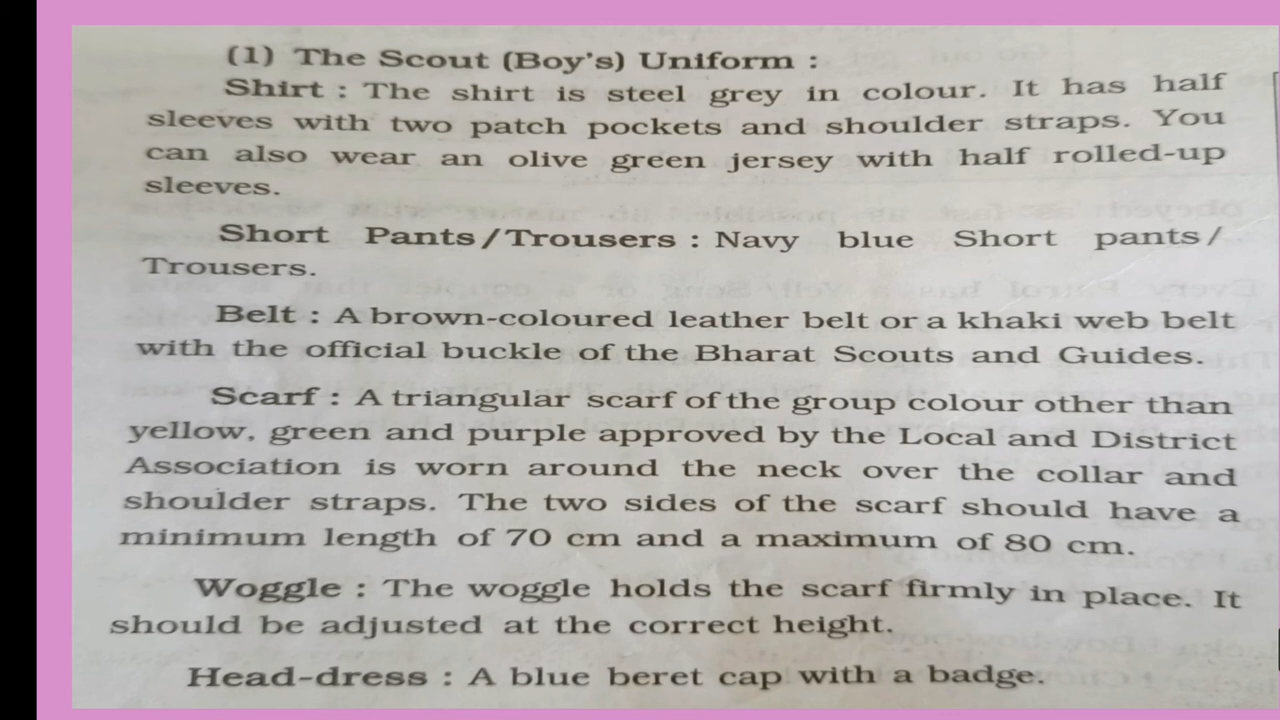 (1) The Scout (Boy's) Uniform :
Shirt : The shirt is steel grey in colour. It has half
sleeves with two patch pockets and shoulder straps. You
can also wear an olive green jersey with half rolled-up
sleeves.
Short Pants/Trousers : Navy blue Short pants/
Trousers.
Belt : A brown-coloured leather belt or a khaki web belt
with the official buckle of the Bharat Scouts and Guides.
Scarf : A triangular scarf of the group colour other than
yellow, green and purple approved by the Local and District
Association is worn around the neck over the collar and
shoulder straps. The two sides of the scarf should have a
minimum length of 70 cm and a maximum of 80 cm.
Woggle : The woggle holds the scarf firmly in place. It
should be adjusted at the correct height.
Head-dress : A blue beret cap with a badge.